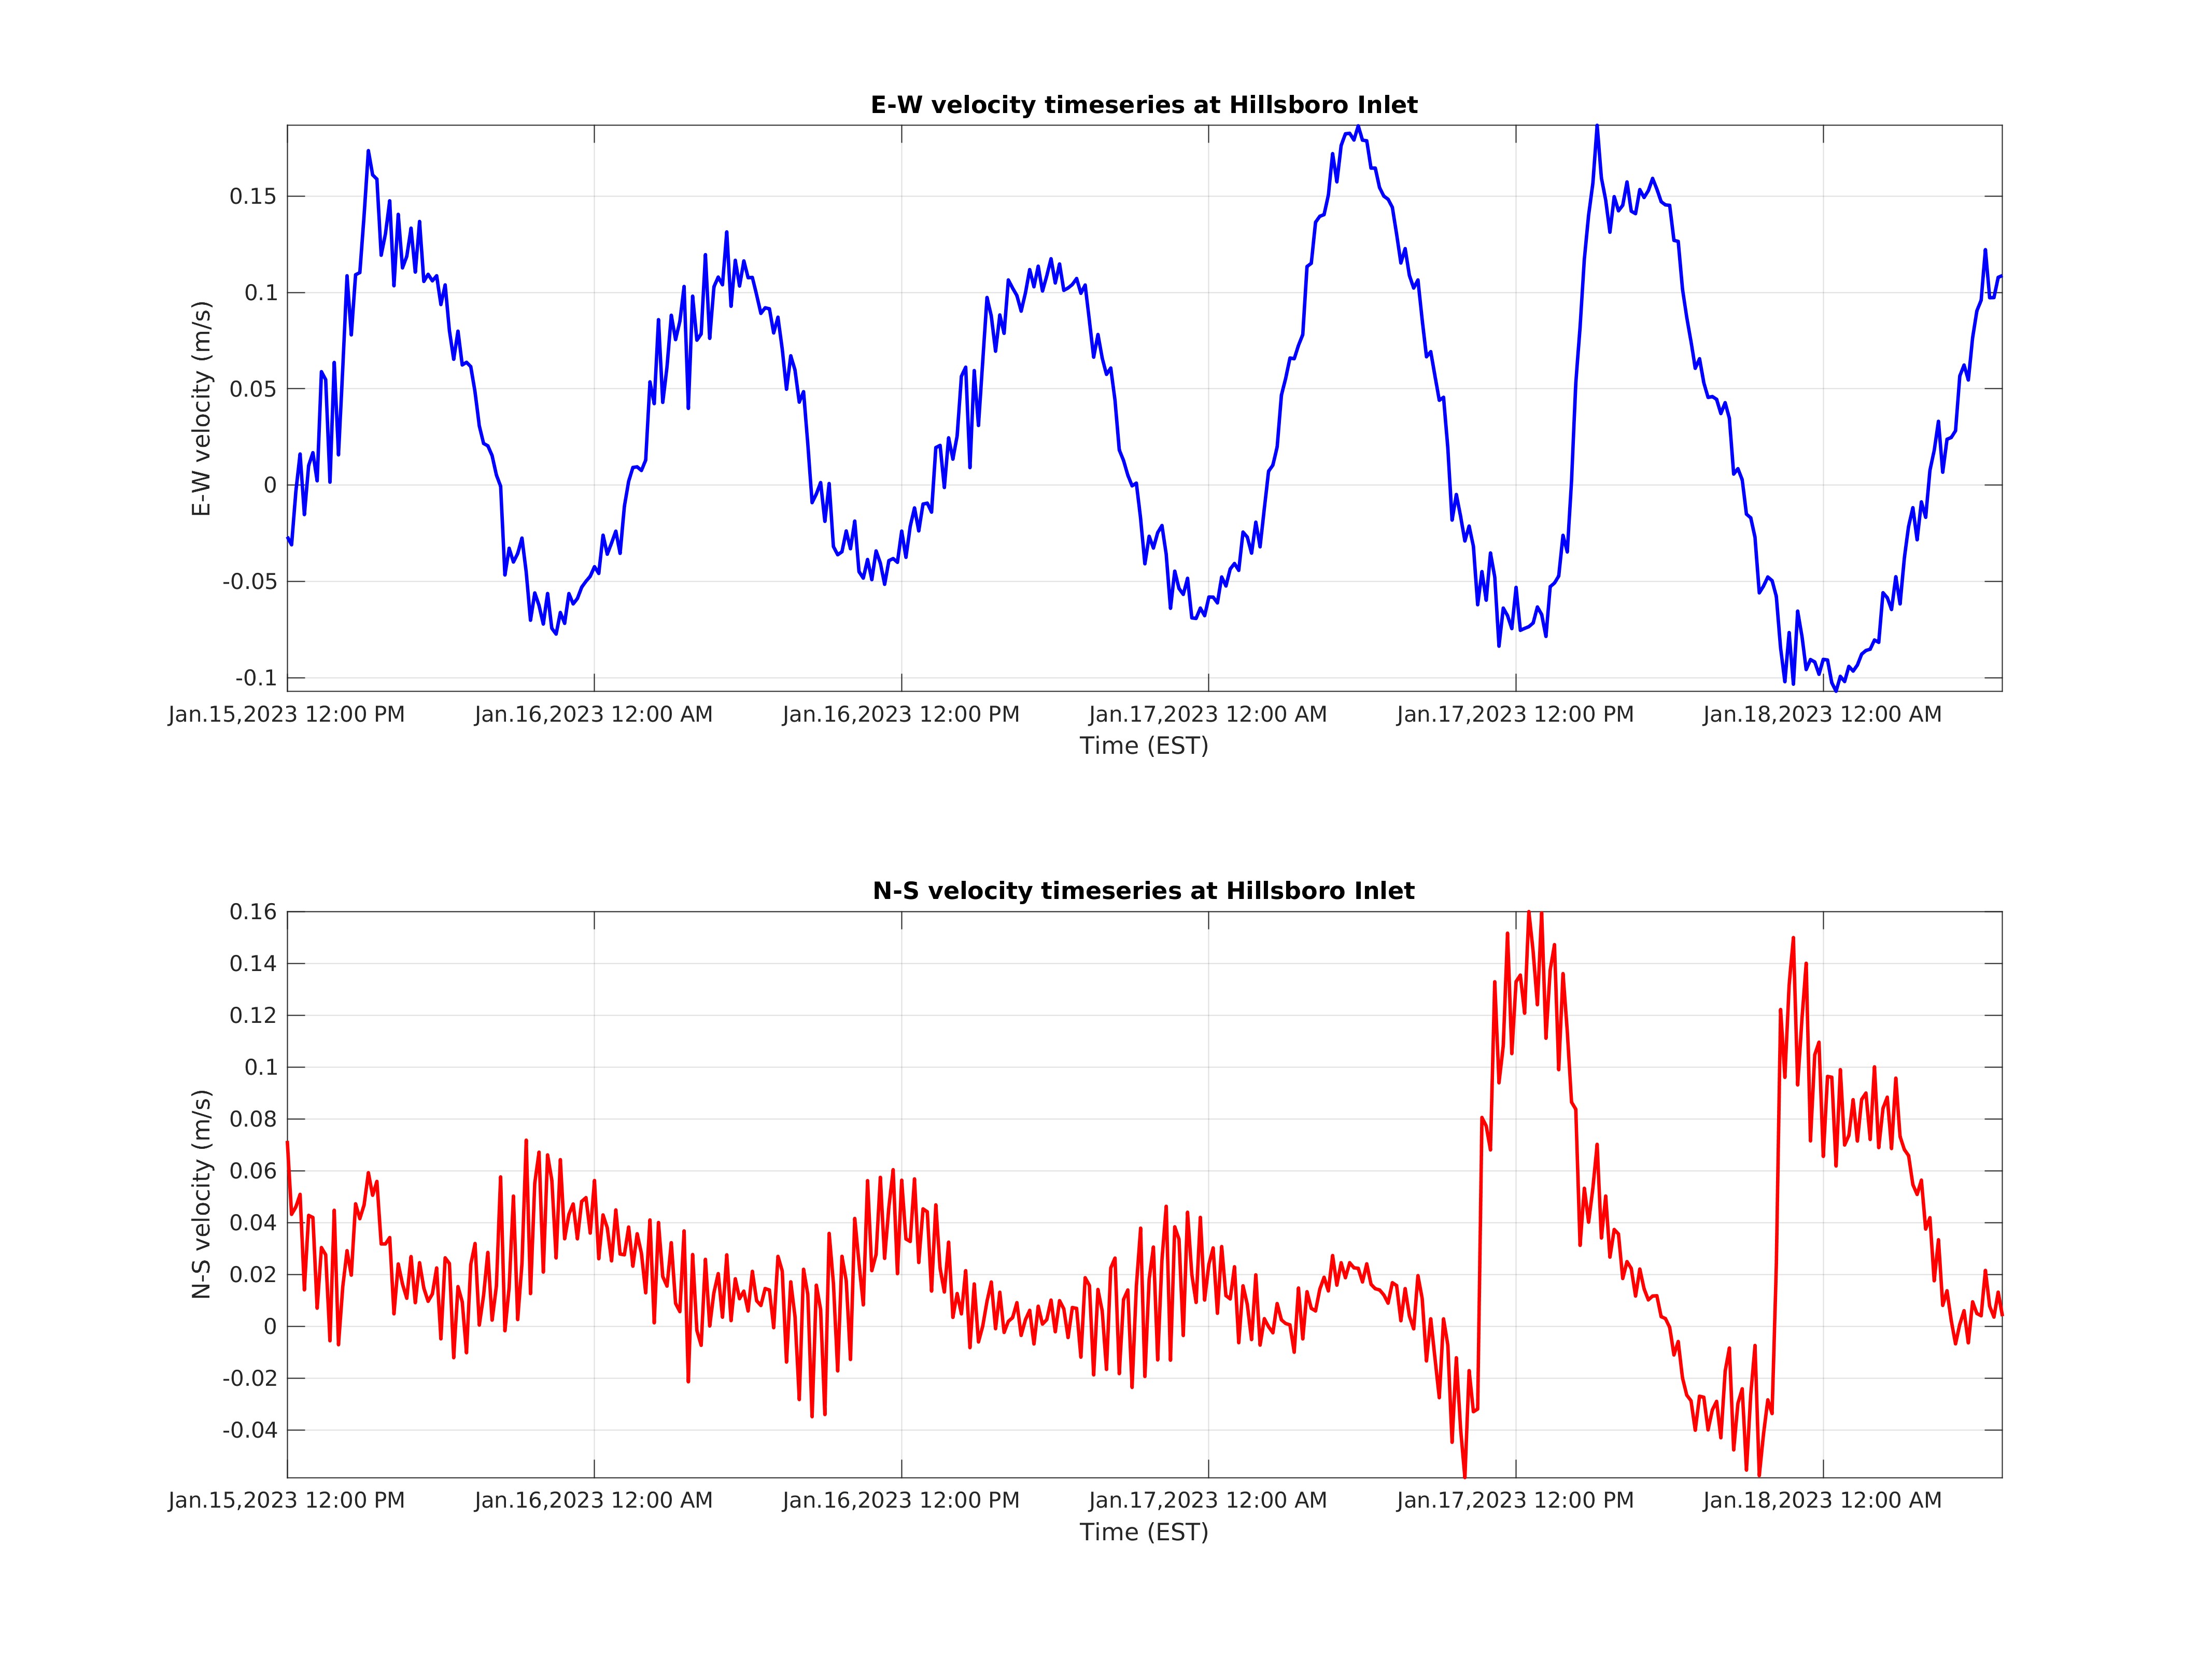 E-W velocity timeseries at Hillsboro Inlet
E-W velocity (m/s)
0.15
0.1
0.05
0
-0.05
-0.1
Jan.15,2023 12:00 PM Jan.16,2023 12:00 AM Jan.16,2023 12:00 PM Jan.17,2023 12:00 AM Jan.17,2023 12:00 PM Jan.18,2023 12:00 AM
Time (EST)
N-S velocity timeseries at Hillsboro Inlet
N-S velocity (m/s)
0.16
0.14
0.12
0.1
0.08
0.06
0.04
0.02
0
-0.02
-0.04
Jan.15,2023 12:00 PM Jan.16,2023 12:00 AM Jan.16,2023 12:00 PM Jan.17,2023 12:00 AM Jan.17,2023 12:00 PM Jan.18,2023 12:00 AM
Time (EST)